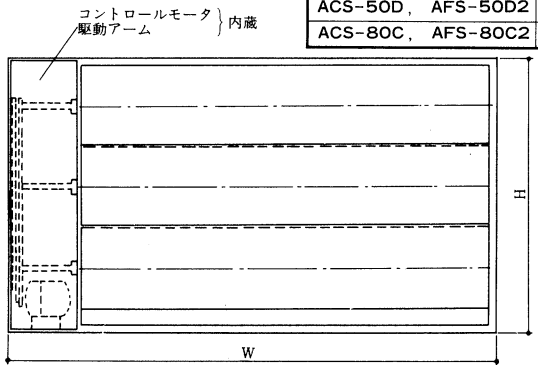 コントロールモータ
駆動アーム
内蔵
ACS-50D, AFS-50D2
ACS-80C, AFS-80C2
H
W